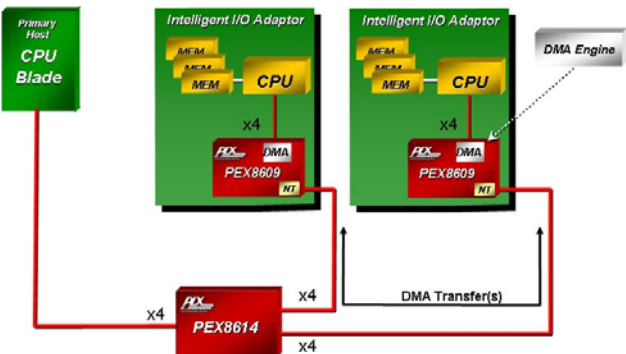 Primary
Host
CPU
Blade
Intelligent I/O Adaptor
MEM
MEM
MEM
CPU
x4
PLX
DMA
PEX8609
NT
Intelligent I/O Adaptor
MEM
MEM
MEM
CPU
x4
PLX
DMA
PEX8609
NT
DMA Engine
DMA Transfer(s)
x4
x4
PLX
PEX8614
x4